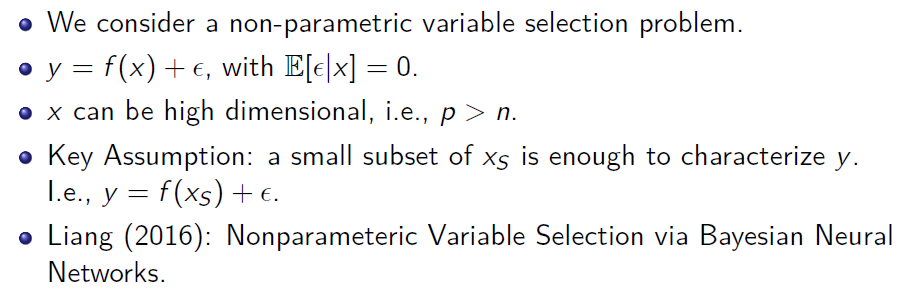 We consider a non-parametric variable selection problem.
y = f(x) + ϵ, with 𝔼[ϵ|x] = 0.
x can be high dimensional, i.e., p > n.
Key Assumption: a small subset of x_S is enough to characterize y.
I.e., y = f(x_S) + ϵ.
Liang (2016): Nonparameteric Variable Selection via Bayesian Neural
Networks.